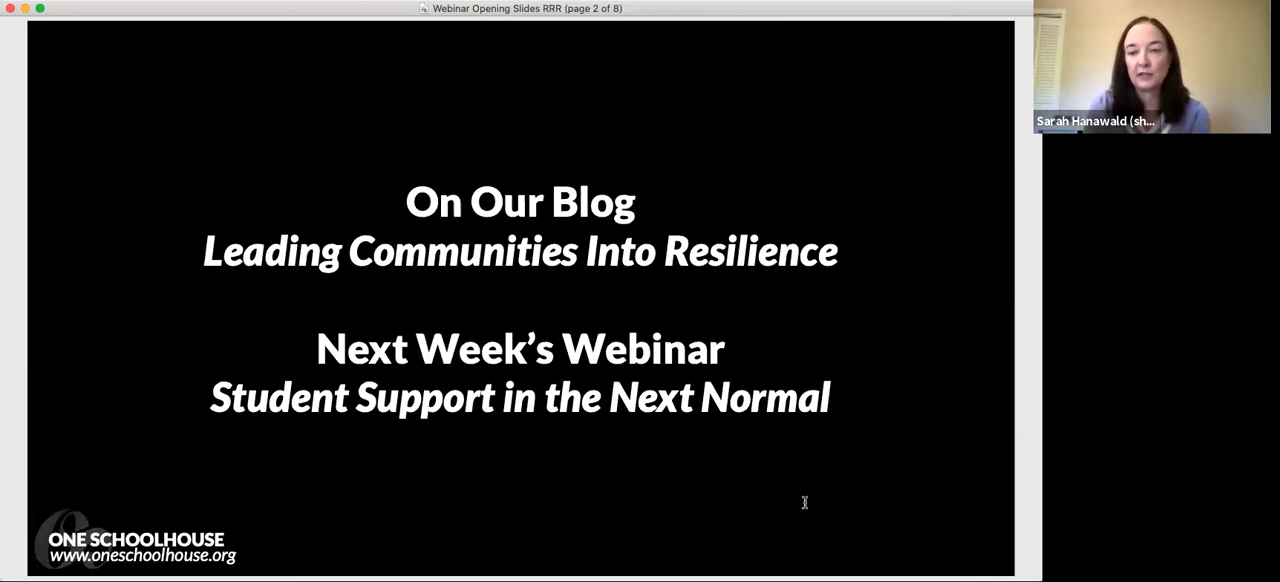 Webinar Opening Slides RRR (page 2 of 8)
Sarah Hanawald (sh...
On Our Blog
Leading Communities Into Resilience
Next Week's Webinar
Student Support in the Next Normal
ONE SCHOOLHOUSE
www.oneschoolhouse.org